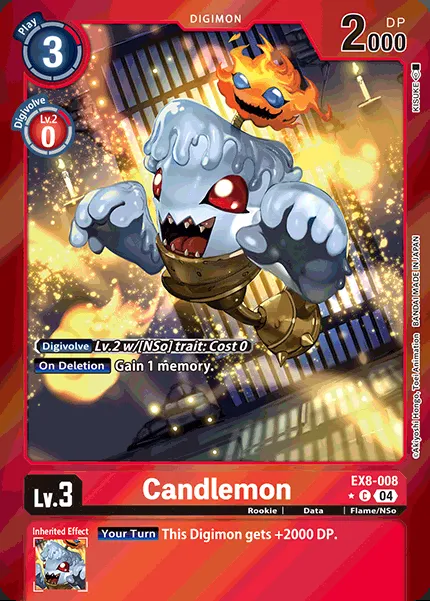 DIGIMON
Play
3
DP
2000
Digivolve
Lv.2
0
KISUKE
Digivolve Lv.2 w/[NSo] trait: Cost 0
On Deletion Gain 1 memory.
©Akiyoshi Hongo, Toei Animation BANDAI MADE IN JAPAN
Lv.3
Candlemon
EX8-008
C 04
Rookie | Data | Flame/NSo
Inherited Effect
Your Turn This Digimon gets +2000 DP.